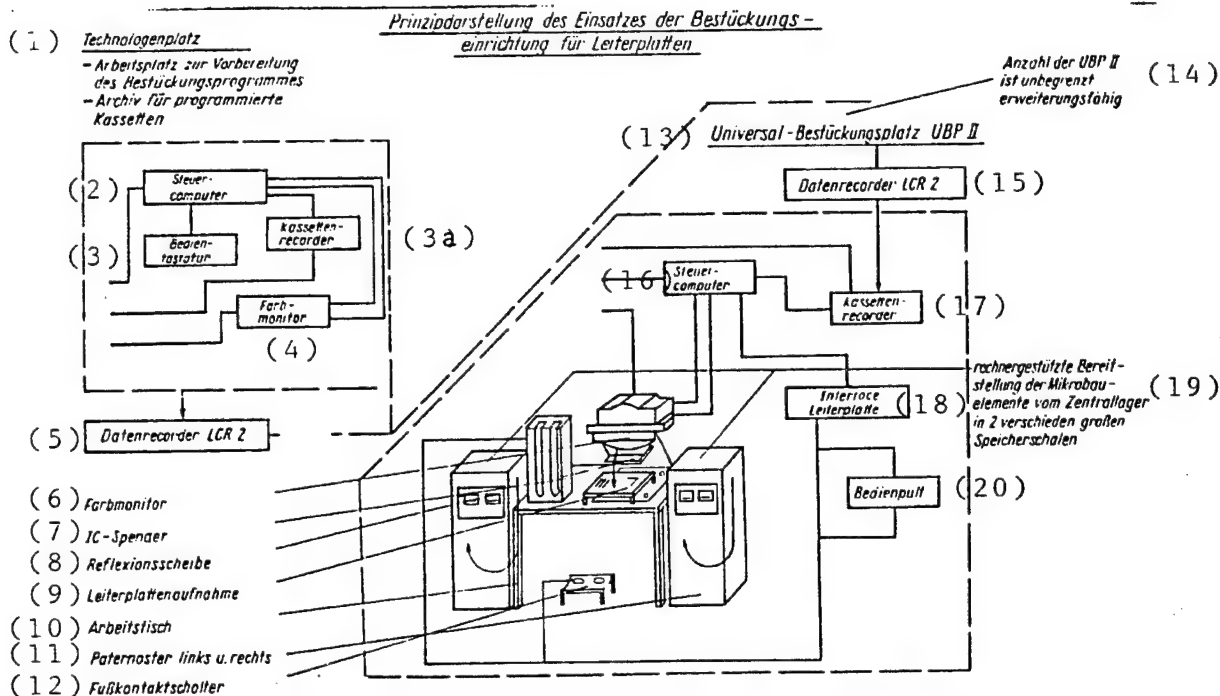 Prinzipdarstellung des Einsatzes der Bestückungs-
einrichtung für Leiterplatten
(1) Technologenplatz
- Arbeitsplatz zur Vorbereitung
des Bestückungsprogrammes
- Archiv für programmierte
Kassetten
(2) Steuer-
computer
(3) Bedien-
tastatur
Kassetten-
recorder
(3a)
Farb-
monitor
(4)
(5) Datenrecorder LCR 2
(6) Farbmonitor
(7) IC-Spender
(8) Reflexionsscheibe
(9) Leiterplattenaufnahme
(10) Arbeitstisch
(11) Paternoster links u. rechts
(12) Fußkontaktschalter
Anzahl der UBP II
ist unbegrenzt
erweiterungsfähig
(14)
(13) Universal-Bestückungsplatz UBP II
Datenrecorder LCR 2 (15)
(16) Steuer-
computer
Kassetten-
recorder (17)
Interface
Leiterplatte (18)
rechnergestützte Bereit-
stellung der Mikrobau-
elemente vom Zentrallager
in 2 verschieden großen
Speicherschalen
(19)
Bedienpult (20)